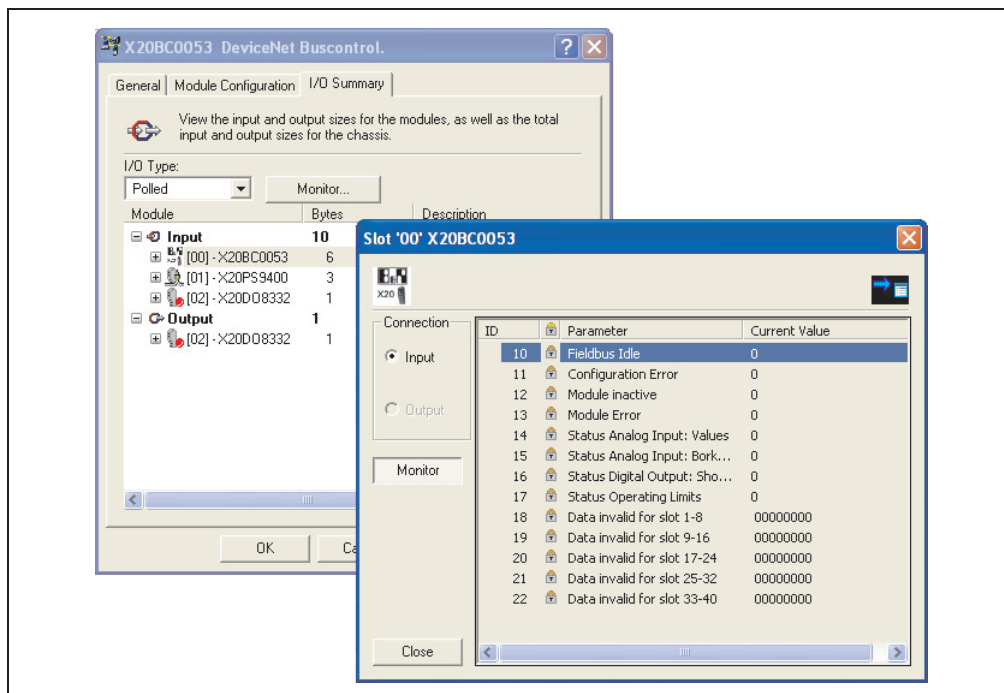 X20BC0053 DeviceNet Buscontrol.
General Module Configuration I/O Summary
View the input and output sizes for the modules, as well as the total
input and output sizes for the chassis.
I/O Type:
Polled Monitor...
Module Bytes Description
Input 10
[00] - X20BC0053 6
[01] - X20PS9400 3
[02] - X20DO8332 1
Output 1
[02] - X20DO8332 1
OK Ca
Slot '00' X20BC0053
B&R
X20
Connection
Input
Output
Monitor
Close
ID Parameter Current Value
10 Fieldbus Idle 0
11 Configuration Error 0
12 Module inactive 0
13 Module Error 0
14 Status Analog Input: Values 0
15 Status Analog Input: Bork... 0
16 Status Digital Output: Sho... 0
17 Status Operating Limits 0
18 Data invalid for slot 1-8 00000000
19 Data invalid for slot 9-16 00000000
20 Data invalid for slot 17-24 00000000
21 Data invalid for slot 25-32 00000000
22 Data invalid for slot 33-40 00000000